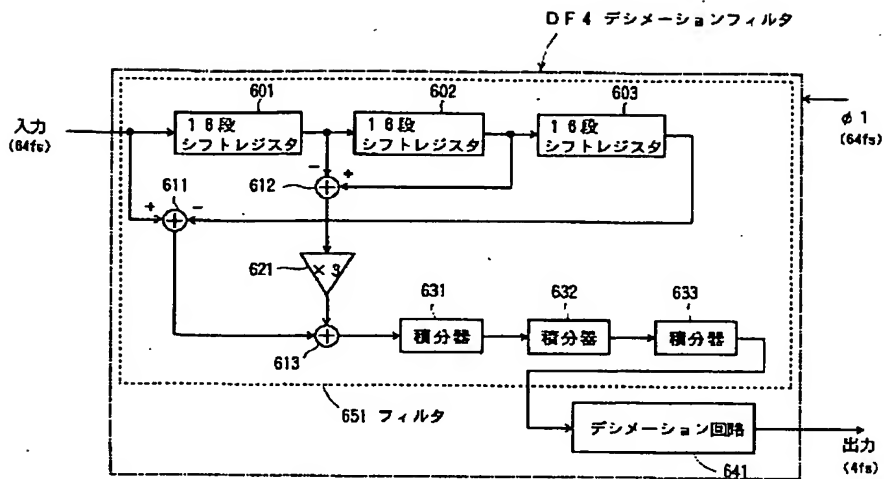 DF4 デシメーションフィルタ
601
602
603
入力
(64fs)
16段
シフトレジスタ
16段
シフトレジスタ
16段
シフトレジスタ
φ1
(64fs)
−
+
612
611
+
−
621
×3
631
632
633
積分器
積分器
積分器
613
651 フィルタ
デシメーション回路
641
出力
(4fs)